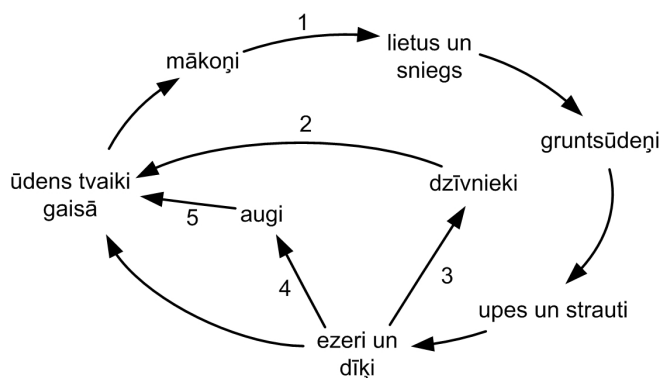 1
mākoņi
lietus un
sniegs
gruntsūdeņi
2
ūdens tvaiki
gaisā
dzīvnieki
5
augi
4
3
upes un strauti
ezeri un
dīķi